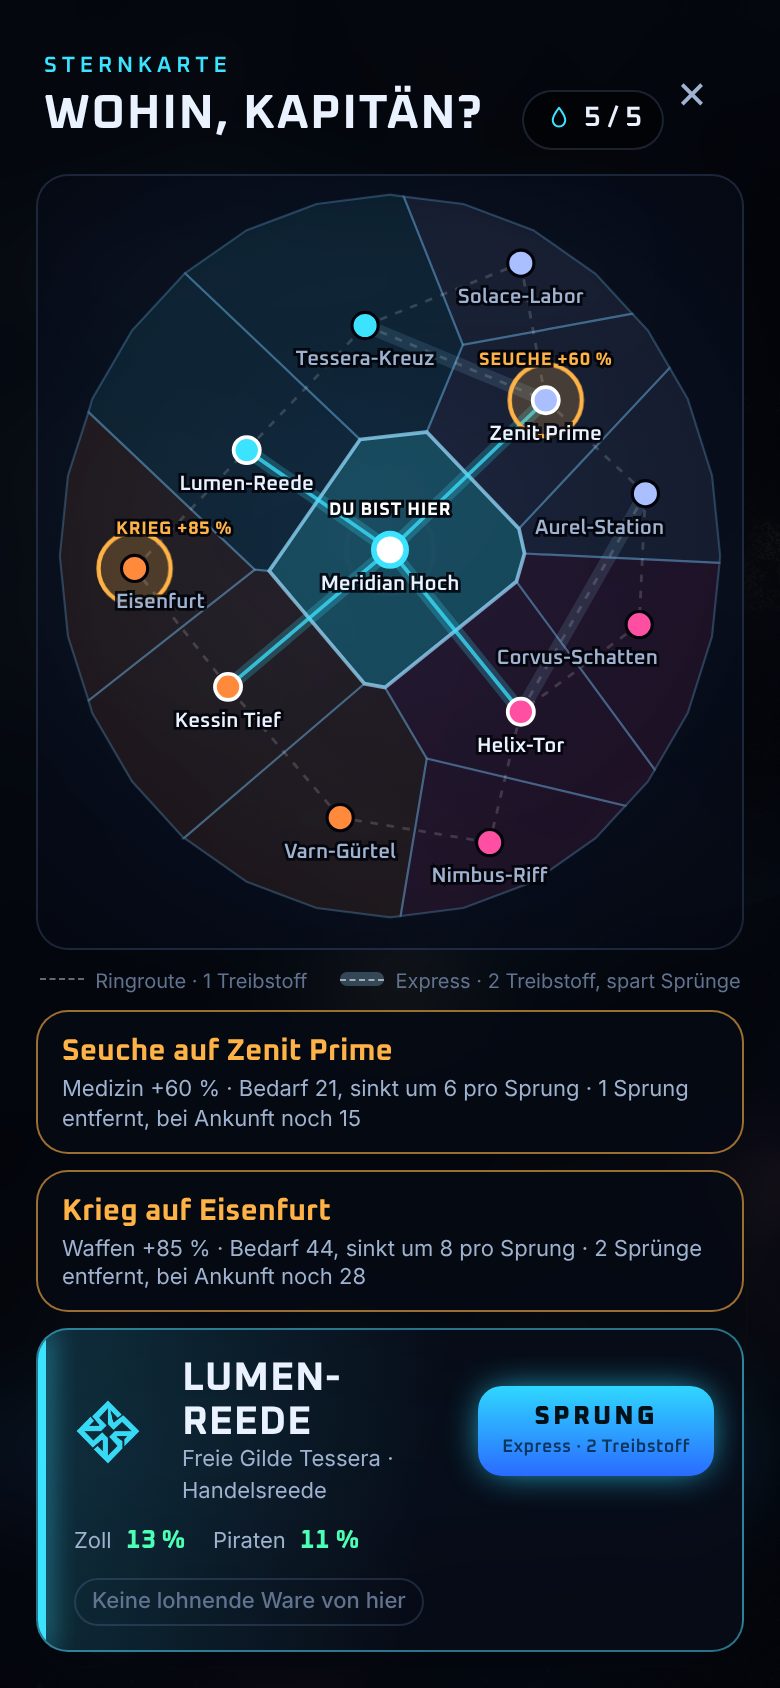 STERNKARTE
WOHIN, KAPITÄN?
5 / 5
Solace-Labor
Tessera-Kreuz
SEUCHE +60 %
Zenit Prime
Lumen-Reede
DU BIST HIER
Aurel-Station
KRIEG +85 %
Meridian Hoch
Eisenfurt
Corvus-Schatten
Kessin Tief
Helix-Tor
Varn-Gürtel
Nimbus-Riff
Ringroute · 1 Treibstoff
Express · 2 Treibstoff, spart Sprünge
Seuche auf Zenit Prime
Medizin +60 % · Bedarf 21, sinkt um 6 pro Sprung · 1 Sprung
entfernt, bei Ankunft noch 15
Krieg auf Eisenfurt
Waffen +85 % · Bedarf 44, sinkt um 8 pro Sprung · 2 Sprünge
entfernt, bei Ankunft noch 28
LUMEN-
REEDE
Freie Gilde Tessera ·
Handelsreede
SPRUNG
Express · 2 Treibstoff
Zoll 13 % Piraten 11 %
Keine lohnende Ware von hier